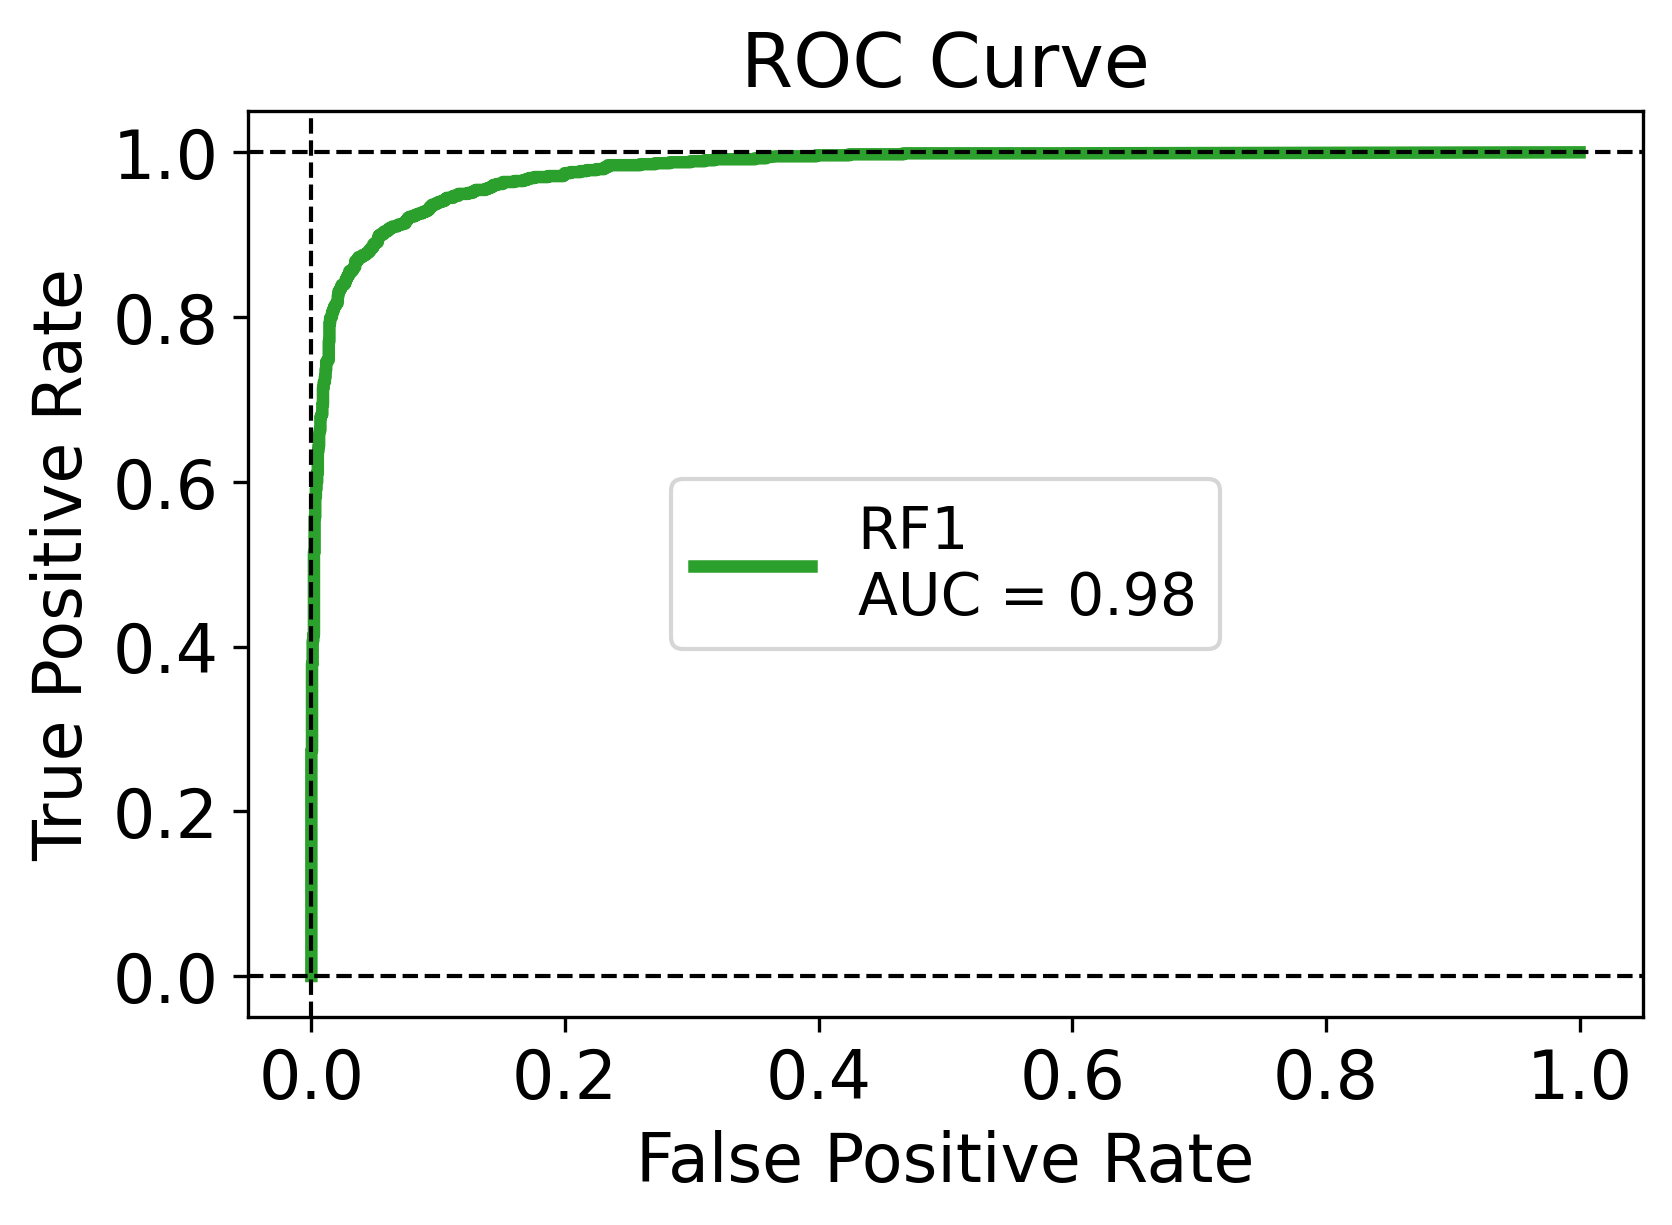 ROC Curve
True Positive Rate
1.0
0.8
0.6
0.4
0.2
0.0
RF1
AUC = 0.98
0.0 0.2 0.4 0.6 0.8 1.0
False Positive Rate